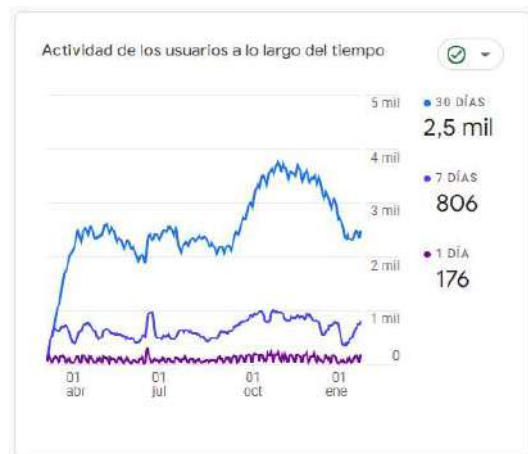 Actividad de los usuarios a lo largo del tiempo
5 mil
4 mil
3 mil
2 mil
1 mil
0
01 abr
01 jul
01 oct
01 ene
30 DÍAS
2,5 mil
7 DÍAS
806
1 DÍA
176